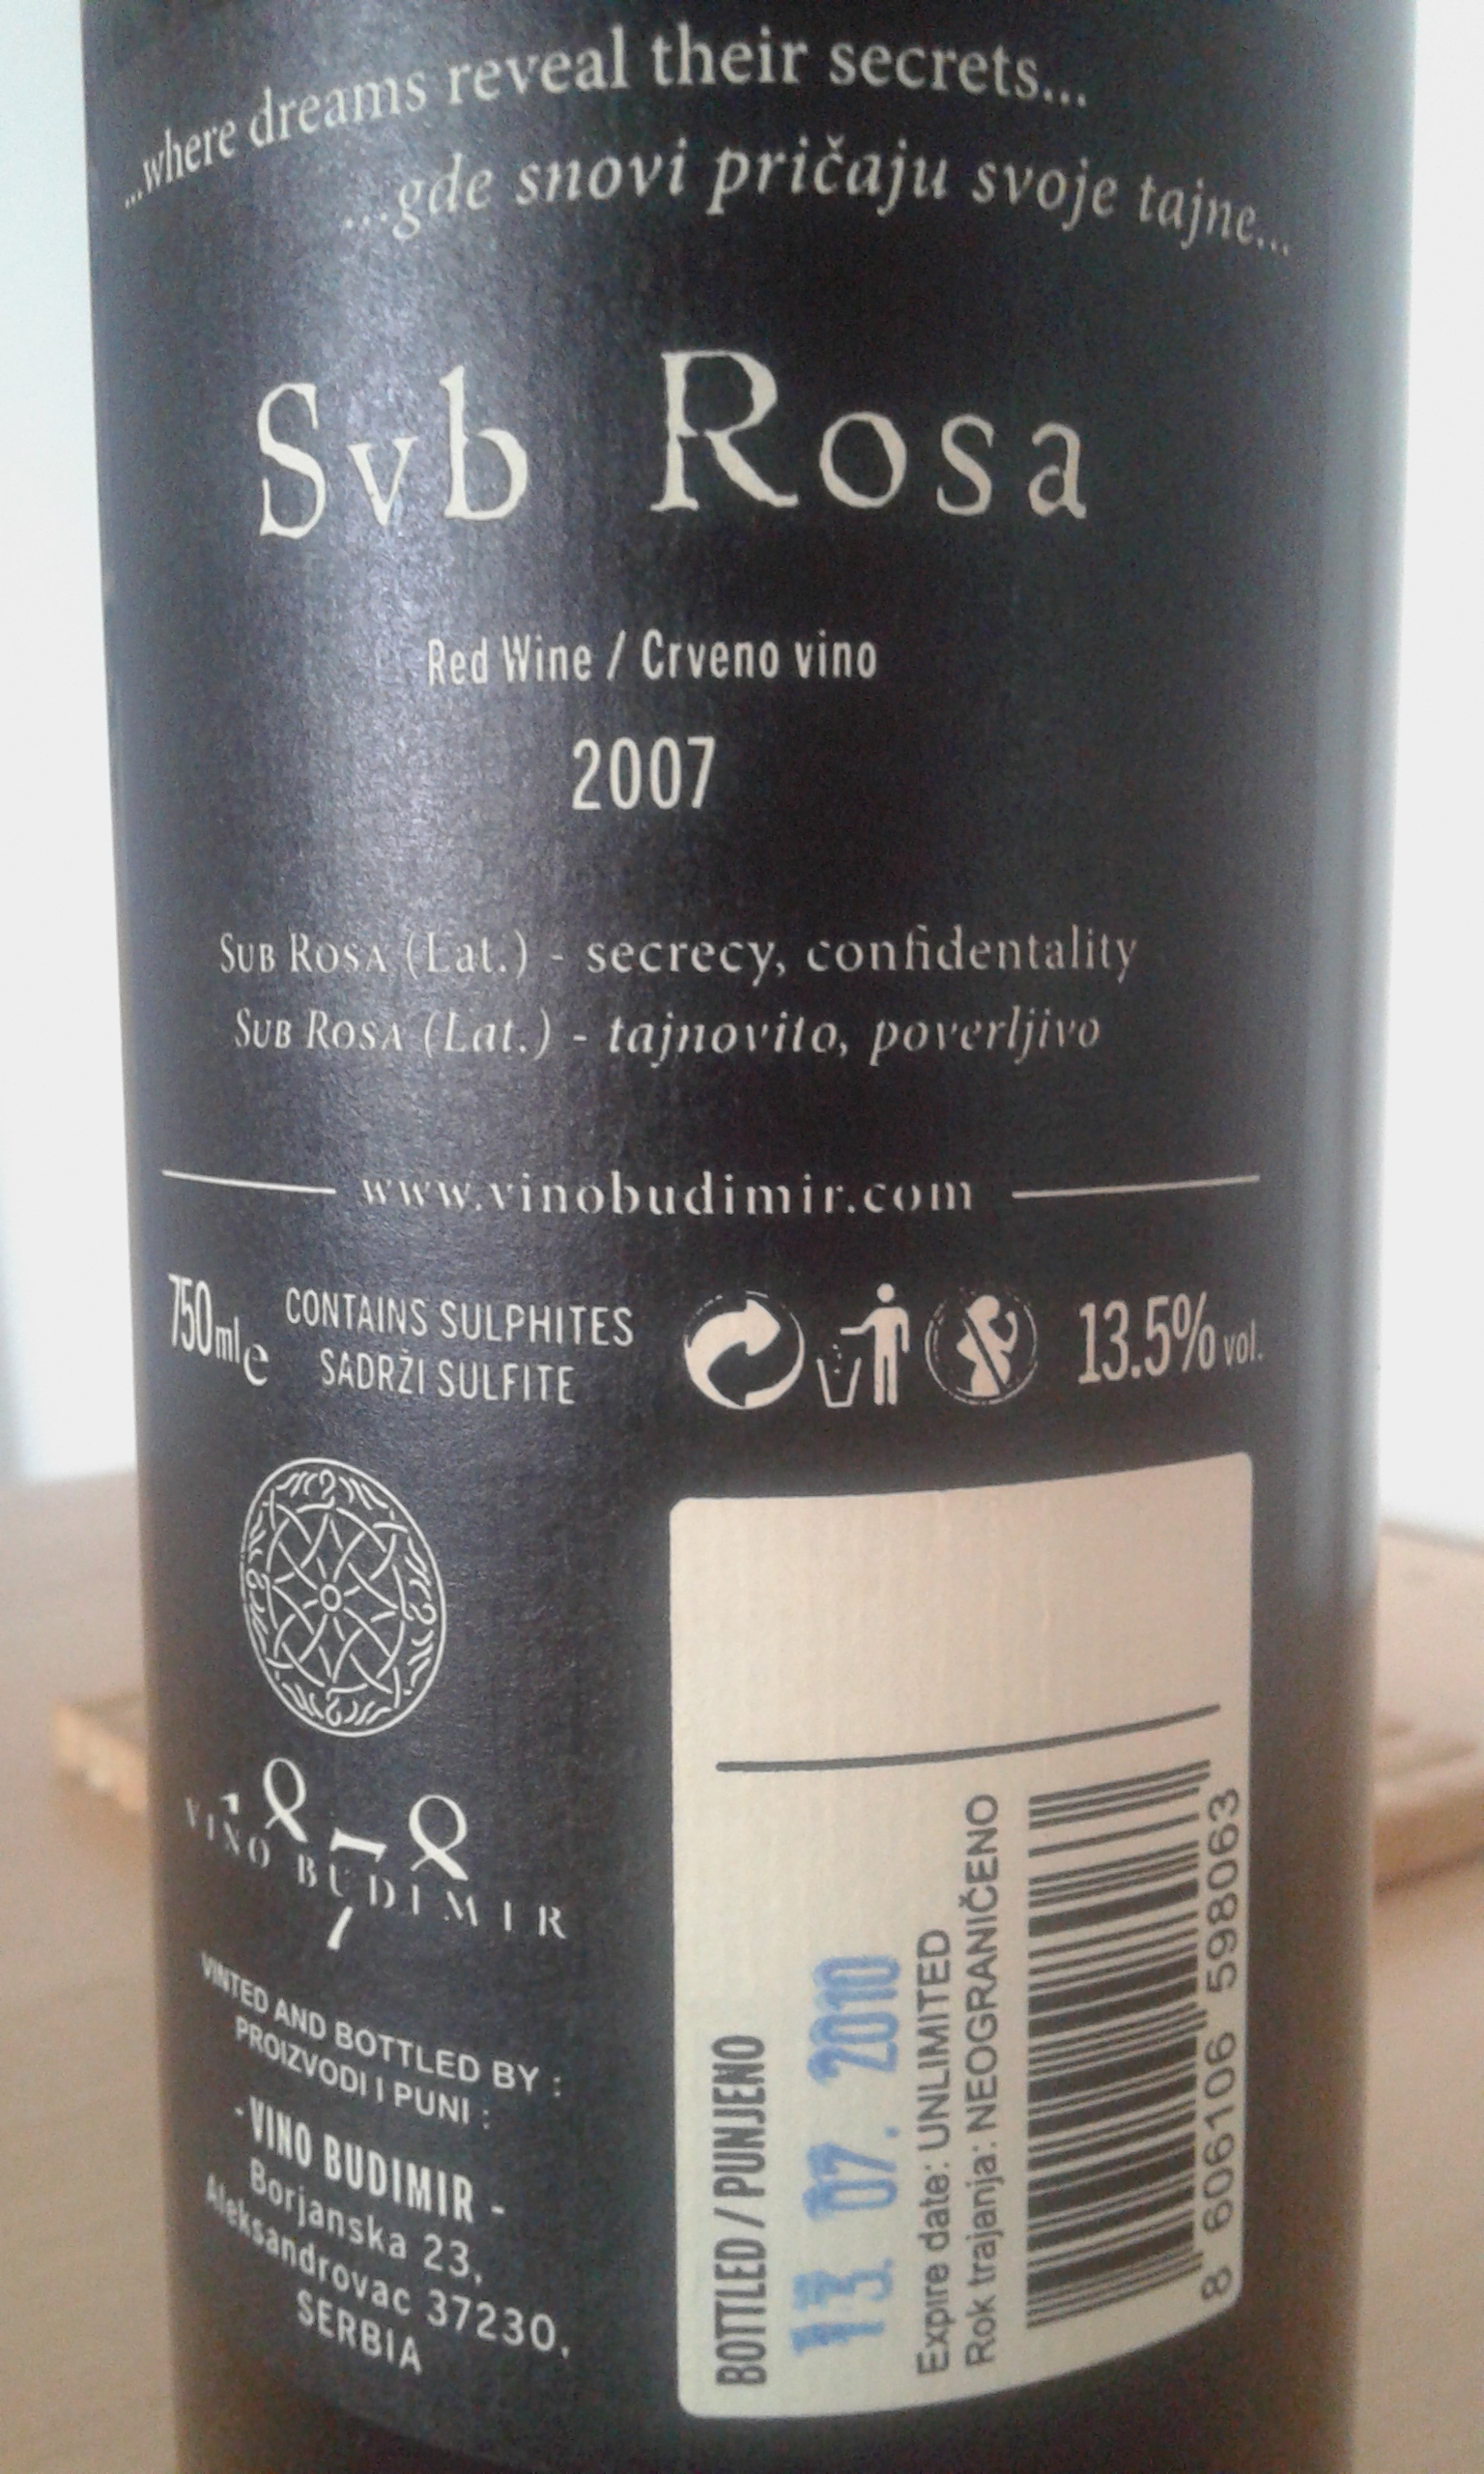 ...where dreams reveal their secrets...
...gde snovi pričaju svoje tajne...
Svb Rosa
Red Wine / Crveno vino
2007
SUB ROSA (Lat.) - secrecy, confidentality
SUB ROSA (Lat.) - tajnovito, poverljivo
www.vinobudimir.com
750ml e
CONTAINS SULPHITES
SADRŽI SULFITE
13.5% vol.
1878
VINO BUDIMIR
VINTED AND BOTTLED BY :
PROIZVODI I PUNI :
- VINO BUDIMIR -
Borjanska 23,
Aleksandrovac 37230,
SERBIA
BOTTLED / PUNJENO
13. 07. 2010
Expire date: UNLIMITED
Rok trajanja: NEOGRANIČENO
8 606106 598063